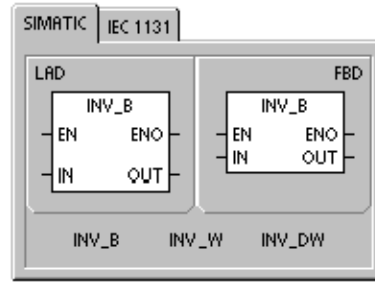 SIMATIC IEC 1131
LAD FBD
INV_B INV_B
EN ENO EN ENO
IN OUT IN OUT
INV_B INV_W INV_DW